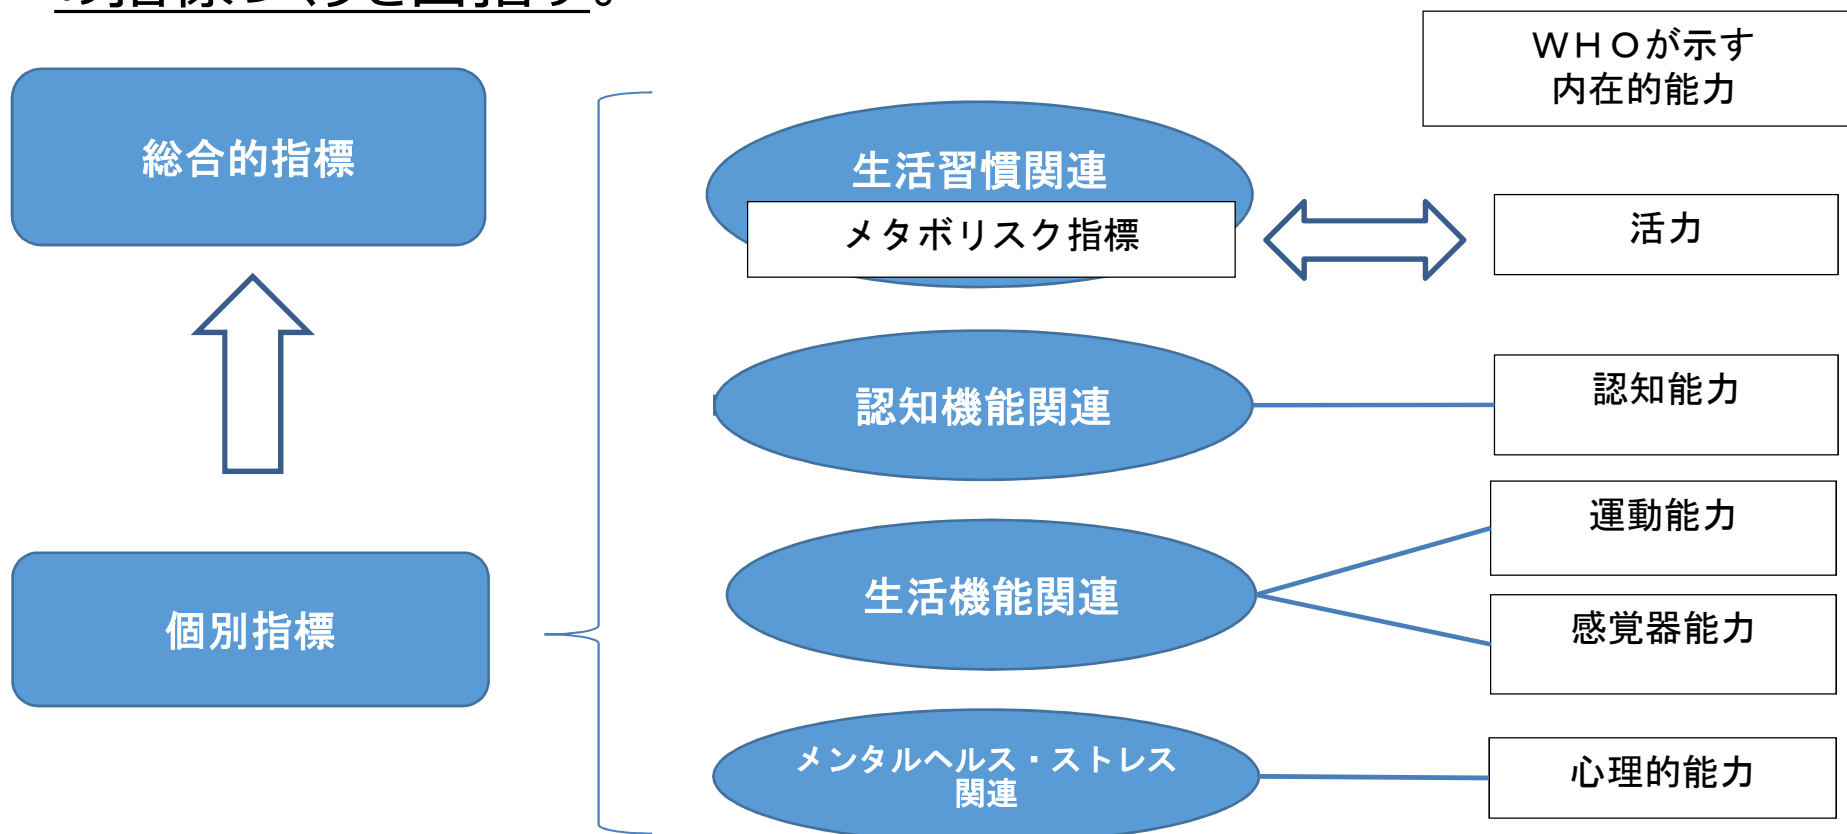 WHOが示す
内在的能力
総合的指標
生活習慣関連
メタボリスク指標
活力
認知機能関連
認知能力
運動能力
生活機能関連
感覚器能力
個別指標
メンタルヘルス・ストレス
関連
心理的能力